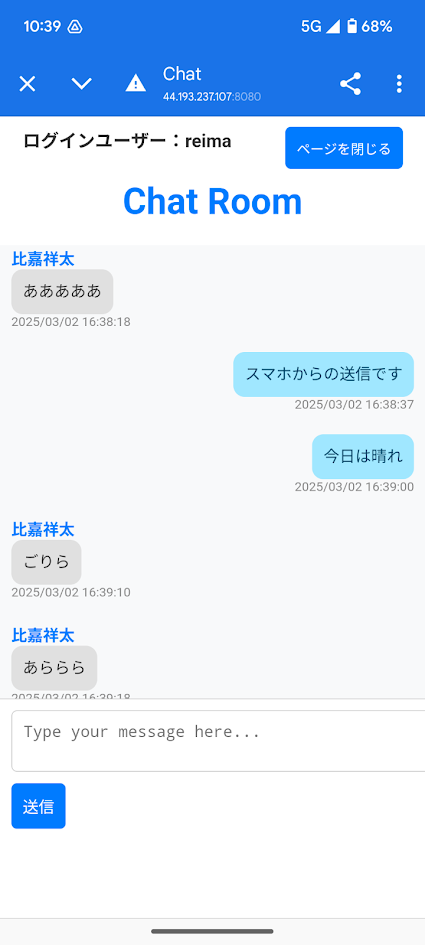 10:39
5G 68%
Chat
44.193.237.107:8080
ログインユーザー：reima
ページを閉じる
Chat Room
比嘉祥太
あああああ
2025/03/02 16:38:18
スマホからの送信です
2025/03/02 16:38:37
今日は晴れ
2025/03/02 16:39:00
比嘉祥太
ごりら
2025/03/02 16:39:10
比嘉祥太
あららら
2025/03/02 16:39:18
Type your message here...
送信